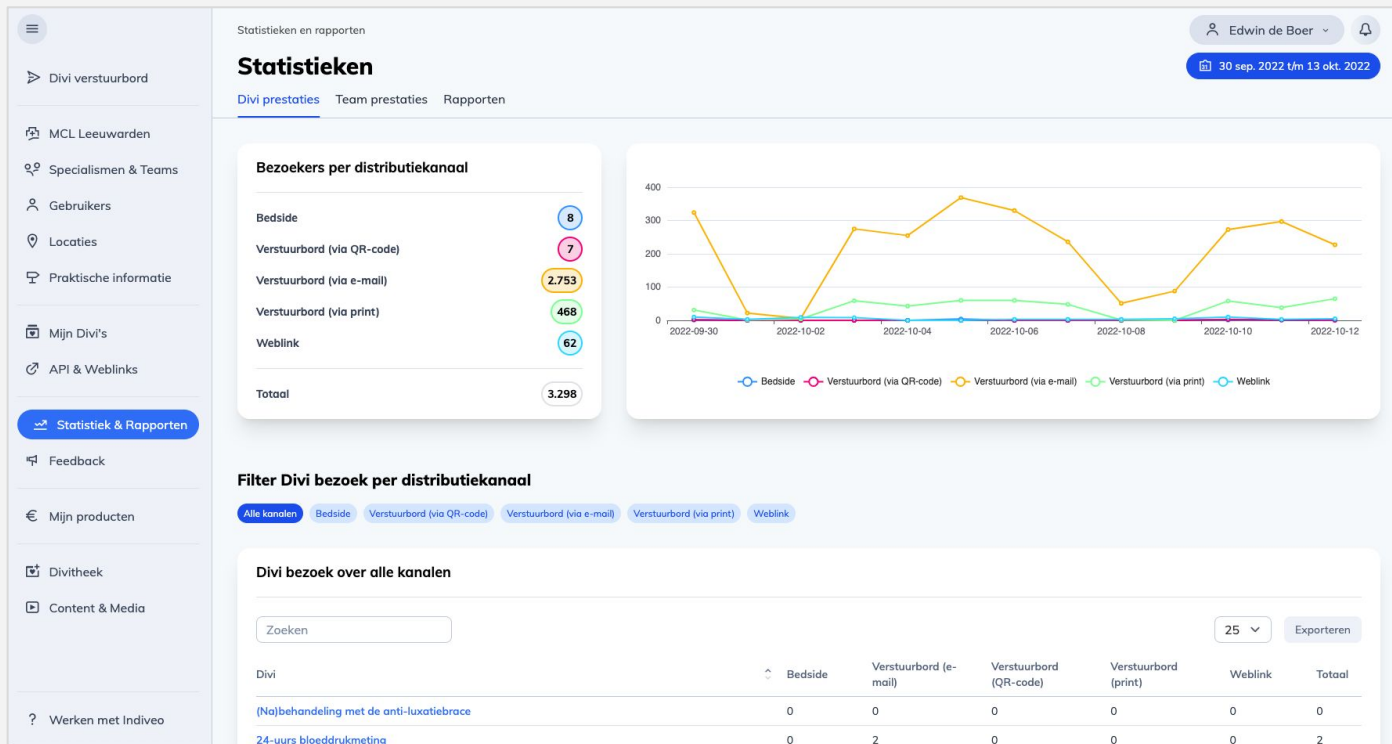 Divi verstuurbord
MCL Leeuwarden
Specialismen & Teams
Gebruikers
Locaties
Praktische informatie
Mijn Divi's
API & Weblinks
Statistiek & Rapporten
Feedback
€ Mijn producten
Divitheek
Content & Media
? Werken met Indiveo
Statistieken en rapporten
Edwin de Boer
Statistieken
30 sep. 2022 t/m 13 okt. 2022
Divi prestaties Team prestaties Rapporten
Bezoekers per distributiekanaal
Bedside 8
Verstuurbord (via QR-code) 7
Verstuurbord (via e-mail) 2.753
Verstuurbord (via print) 468
Weblink 62
Totaal 3.298
400
300
200
100
0
2022-09-30 2022-10-02 2022-10-04 2022-10-06 2022-10-08 2022-10-10 2022-10-12
Bedside Verstuurbord (via QR-code) Verstuurbord (via e-mail) Verstuurbord (via print) Weblink
Filter Divi bezoek per distributiekanaal
Alle kanalen Bedside Verstuurbord (via QR-code) Verstuurbord (via e-mail) Verstuurbord (via print) Weblink
Divi bezoek over alle kanalen
Zoeken 25 Exporteren
Divi Bedside Verstuurbord (e-mail) Verstuurbord (QR-code) Verstuurbord (print) Weblink Totaal
(Na)behandeling met de anti-luxatiebrace 0 0 0 0 0 0
24-uurs bloeddrukmeting 0 2 0 0 0 2